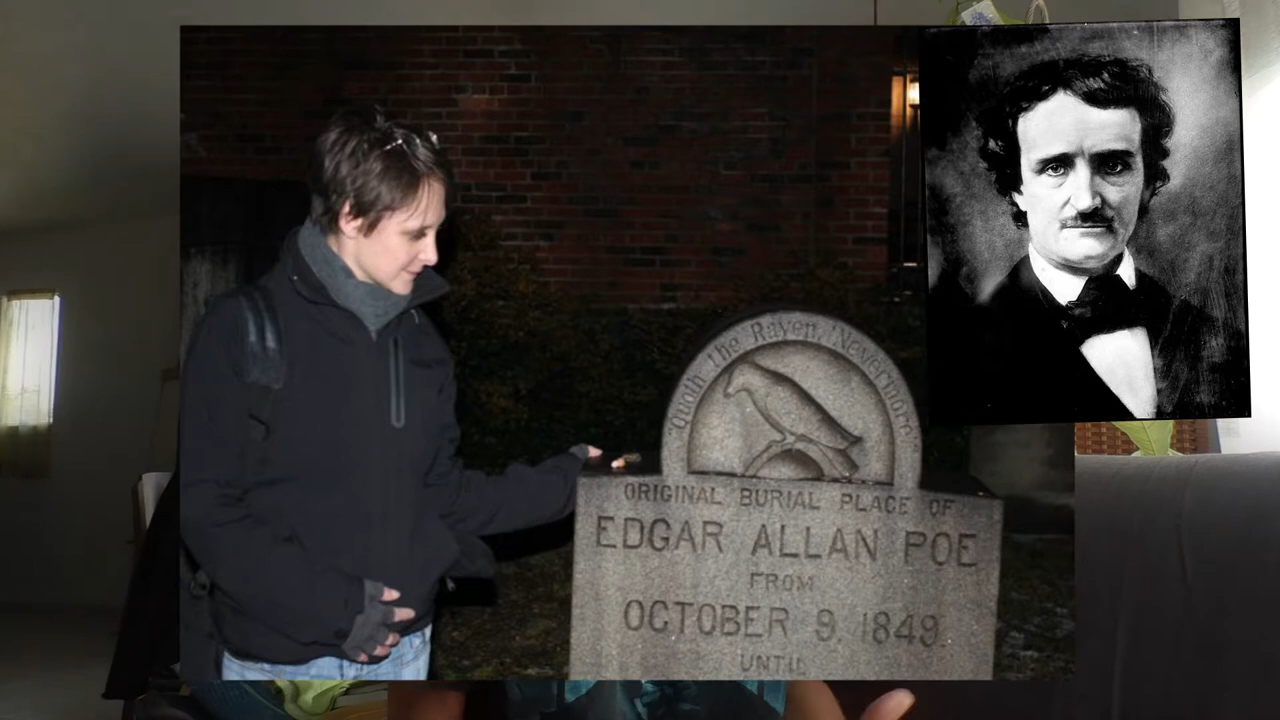 Quoth the Raven, "Nevermore."
ORIGINAL BURIAL PLACE OF
EDGAR ALLAN POE
FROM
OCTOBER 9, 1849
UNTIL